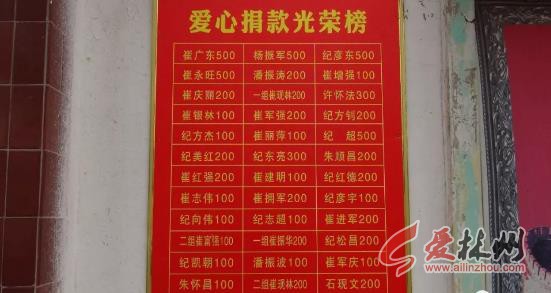 爱心捐款光荣榜
崔广东500 杨振军500 纪彦东500
崔永旺500 潘振涛200 崔增强100
崔庆丽200 一组崔现林200 许怀法300
崔银林100 崔军强200 纪方钊200
纪方杰100 崔丽萍100 纪 超500
纪美红200 纪东亮300 朱顺昌200
崔红强200 崔建明100 纪红德200
崔志伟100 崔拥军200 纪彦宇100
纪向伟100 纪志超100 崔进军200
二组崔富强100 一组崔振华200 纪松昌200
纪凯朝100 潘振波100 崔军庆100
朱怀昌100 二组崔现林200 石现文200
爱林州
www.ailinzhou.com